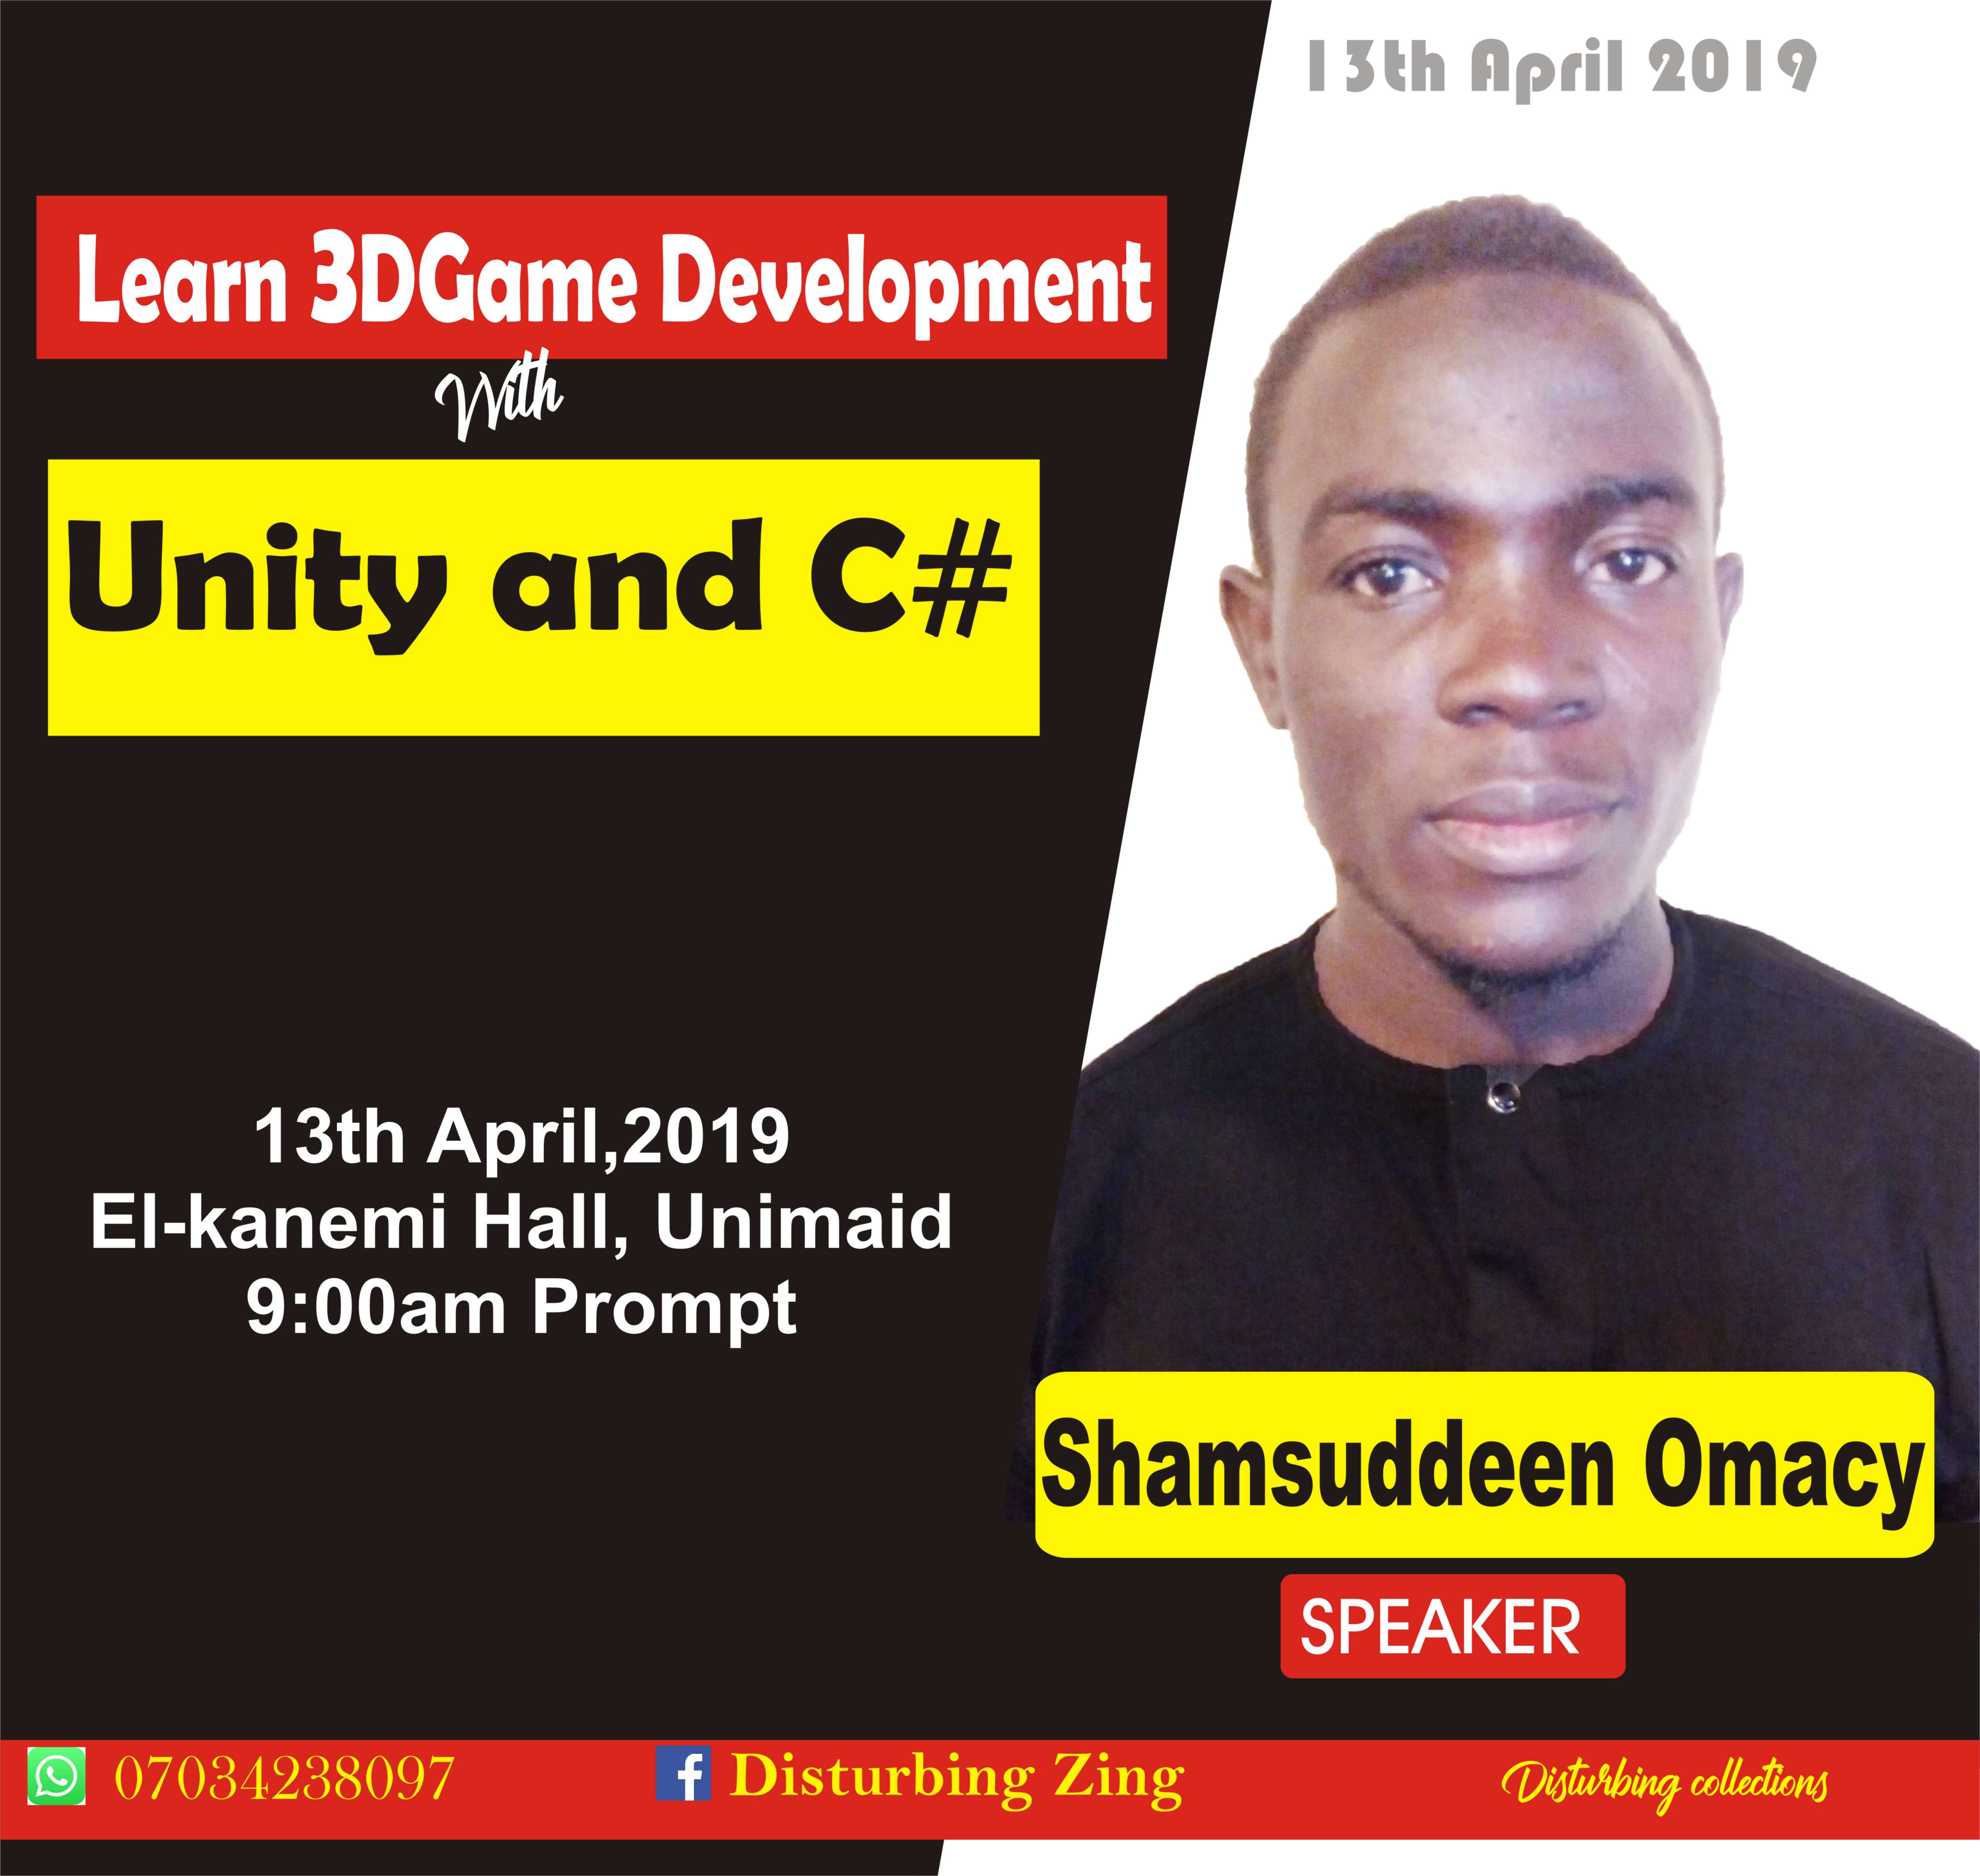 13th April 2019
Learn 3DGame Development
With
Unity and C#
13th April,2019
El-kanemi Hall, Unimaid
9:00am Prompt
Shamsuddeen Omacy
SPEAKER
07034238097
Disturbing Zing
Disturbing collections